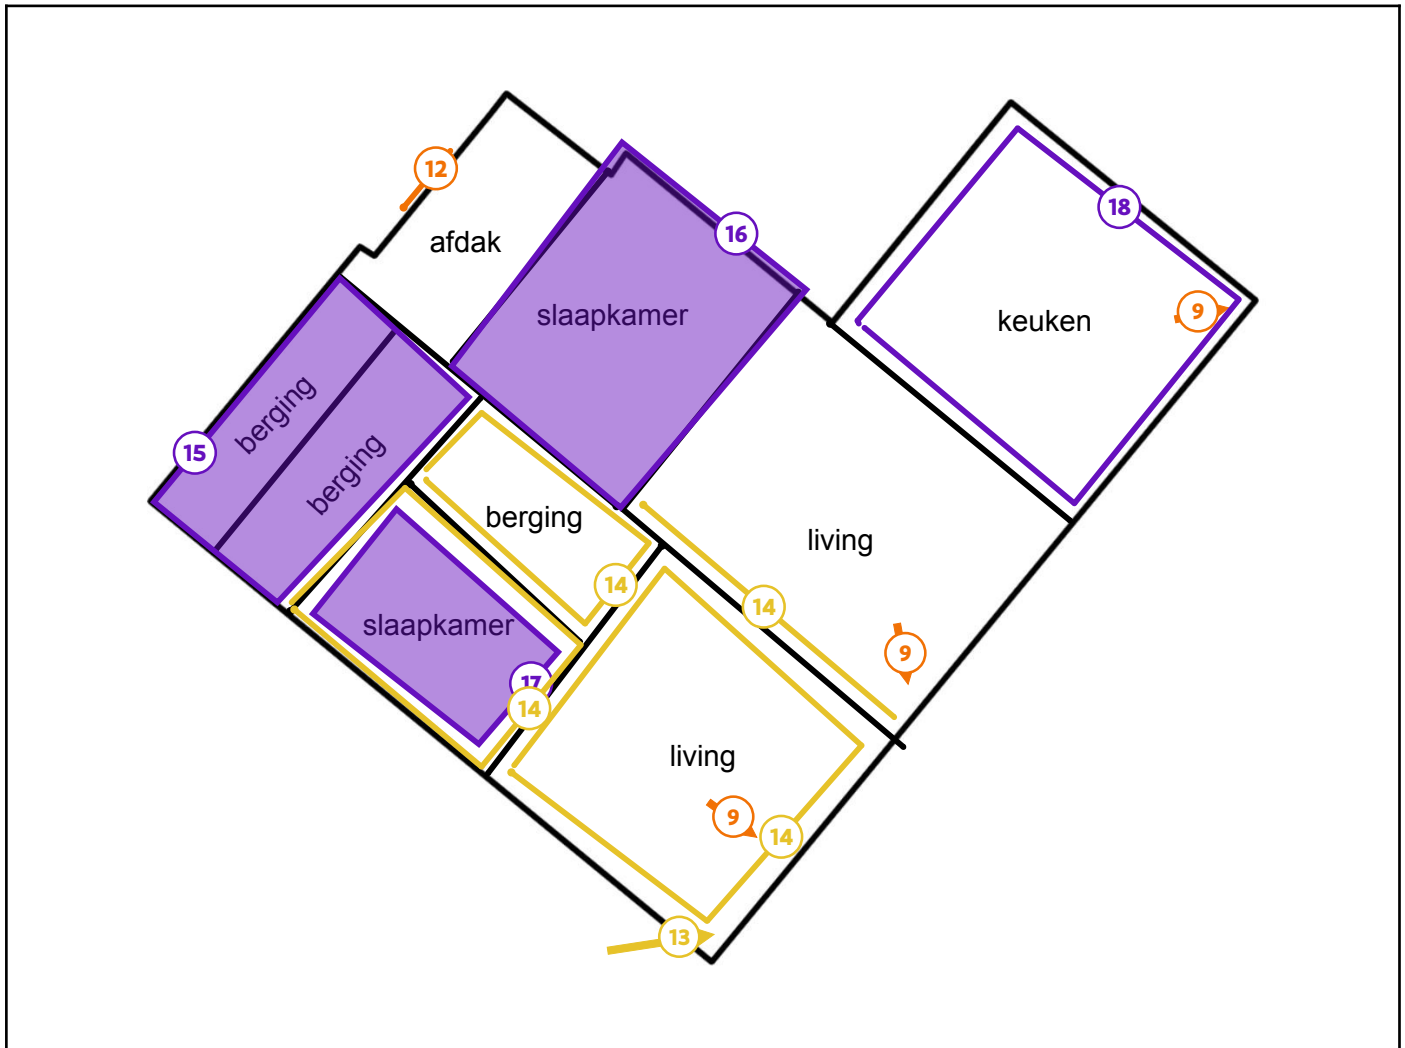 12
18
16
afdak
9
slaapkamer
keuken
berging
15
berging
berging
living
14
14
slaapkamer
9
17
14
living
9
14
13